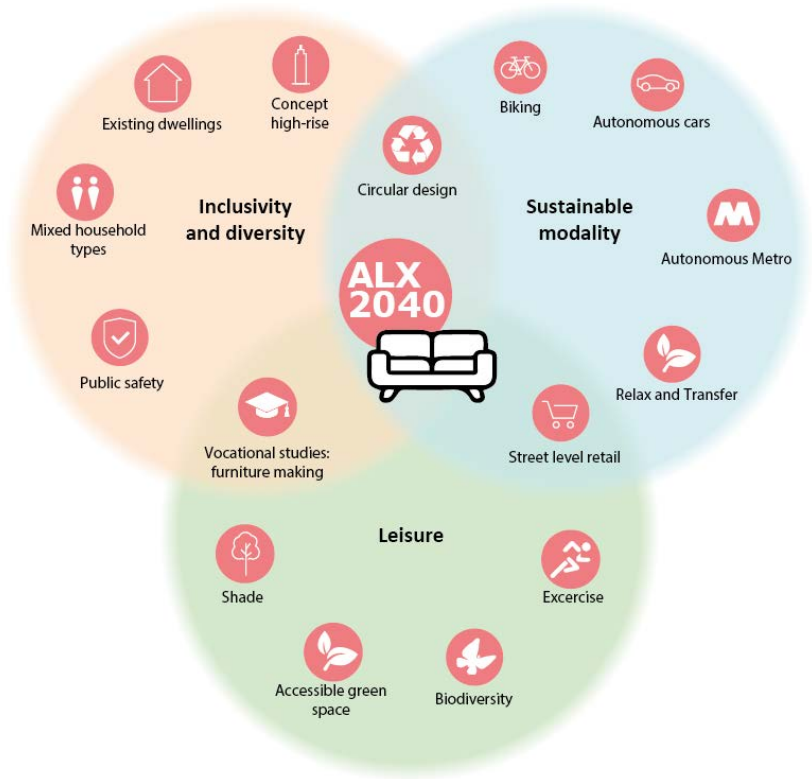 Existing dwellings
Concept
high-rise
Biking
Autonomous cars
Circular design
Mixed household
types
Inclusivity
and diversity
Sustainable
modality
M
Autonomous Metro
ALX
2040
Public safety
Relax and Transfer
Vocational studies:
furniture making
Street level retail
Leisure
Shade
Excercise
Accessible green
space
Biodiversity